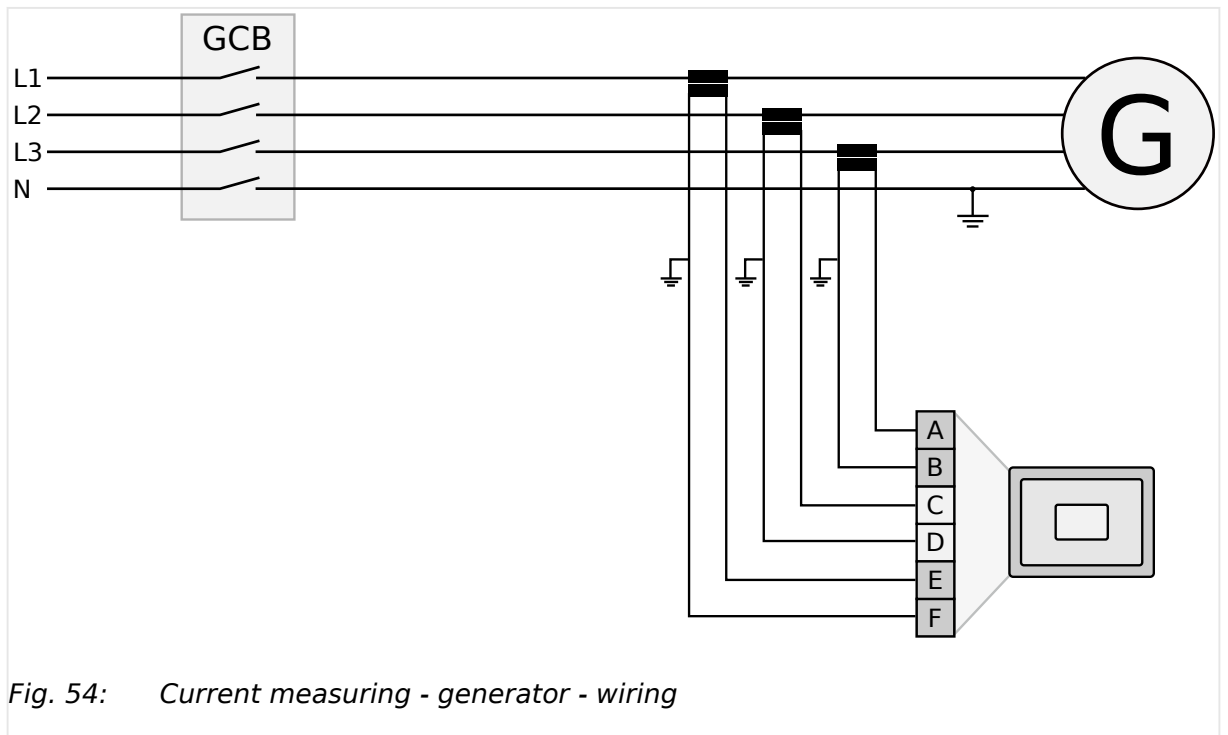 GCB
L1
L2
L3
N
G
A
B
C
D
E
F
Fig. 54: Current measuring - generator - wiring